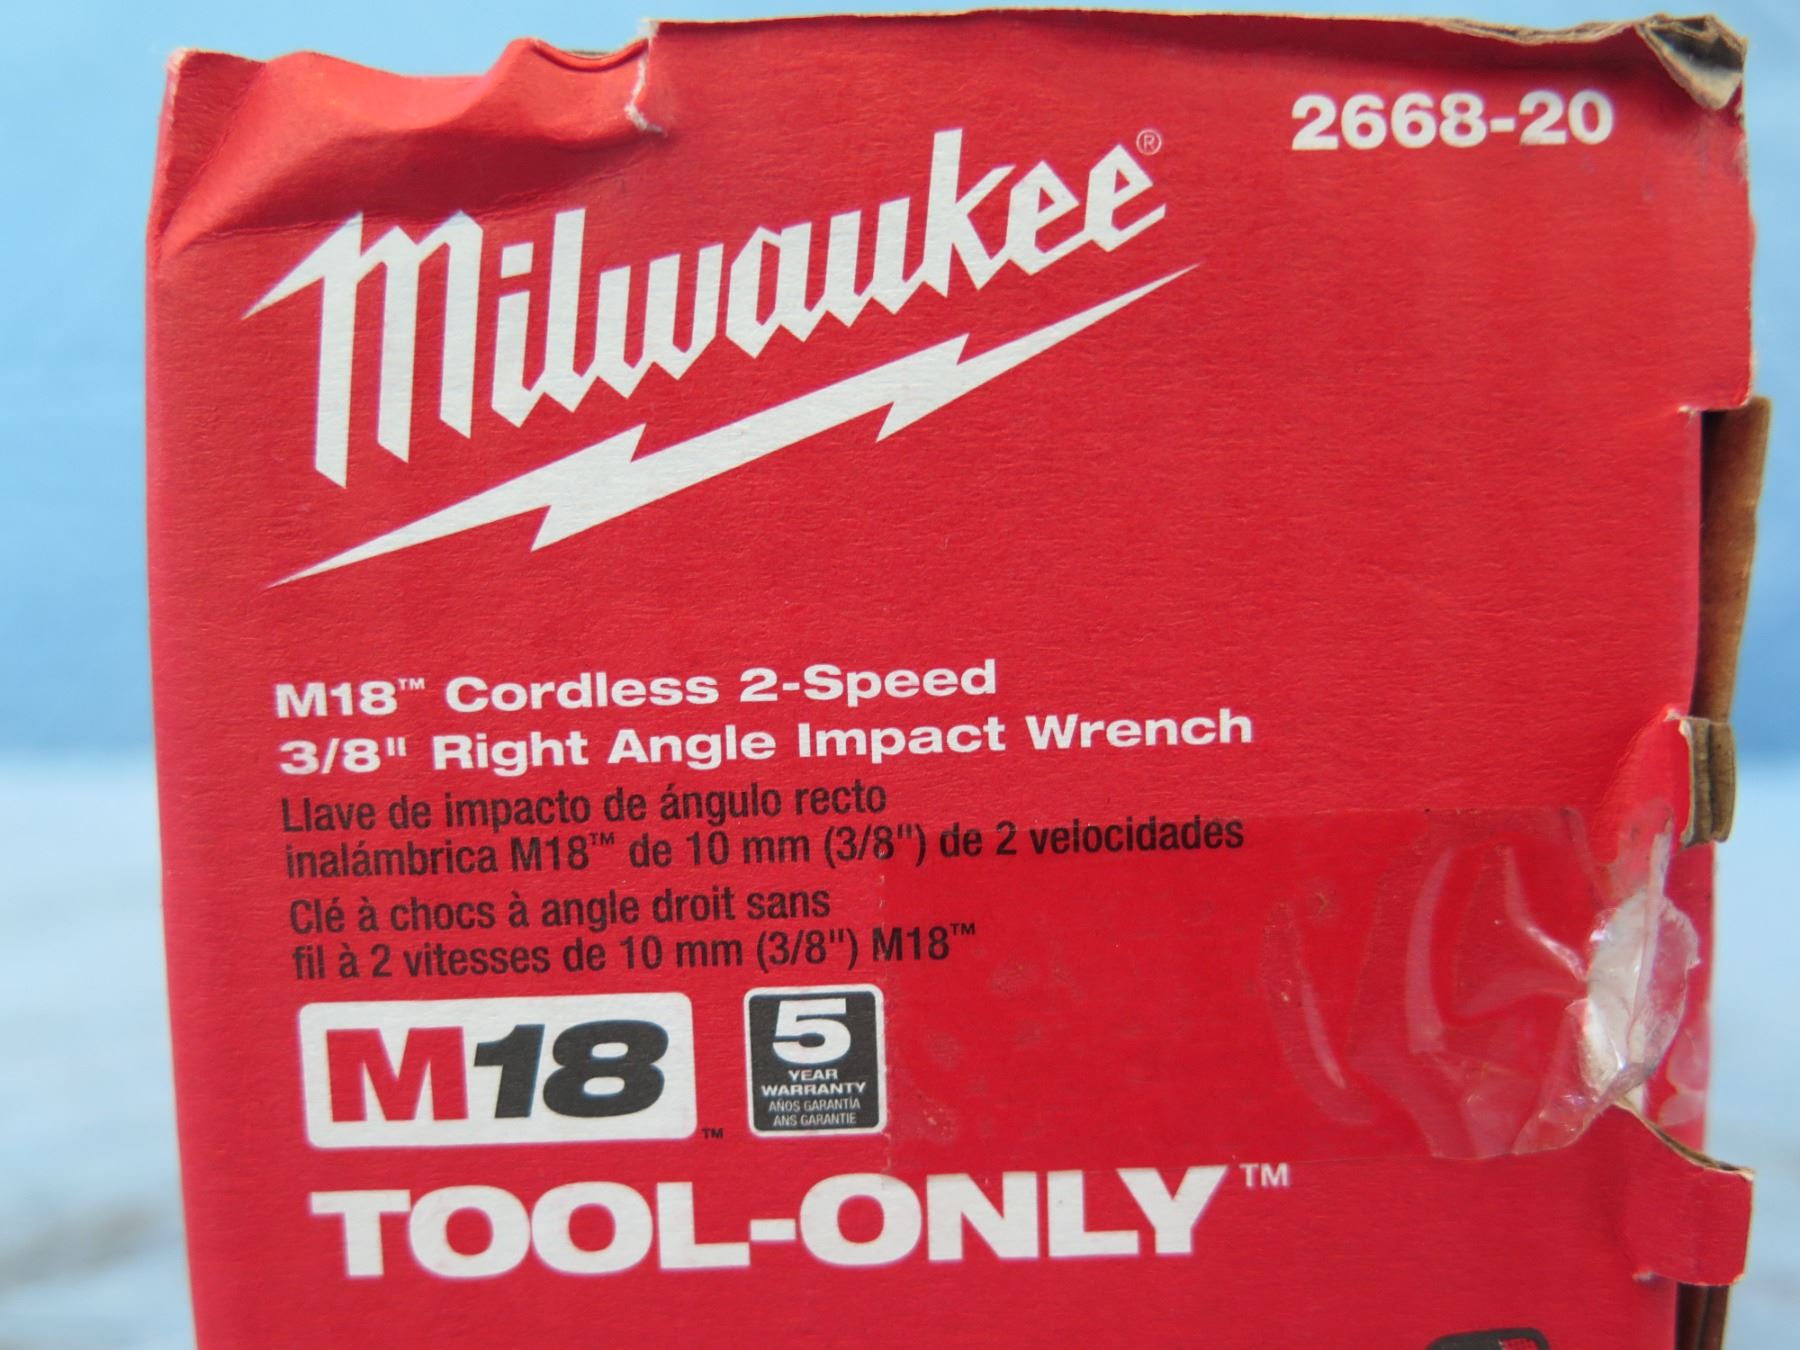 2668-20
Milwaukee®
M18™ Cordless 2-Speed
3/8" Right Angle Impact Wrench
Llave de impacto de ángulo recto
inalámbrica M18™ de 10 mm (3/8") de 2 velocidades
Clé à chocs à angle droit sans
fil à 2 vitesses de 10 mm (3/8") M18™
M18™
5
YEAR
WARRANTY
AÑOS GARANTÍA
ANS GARANTIE
TOOL-ONLY™